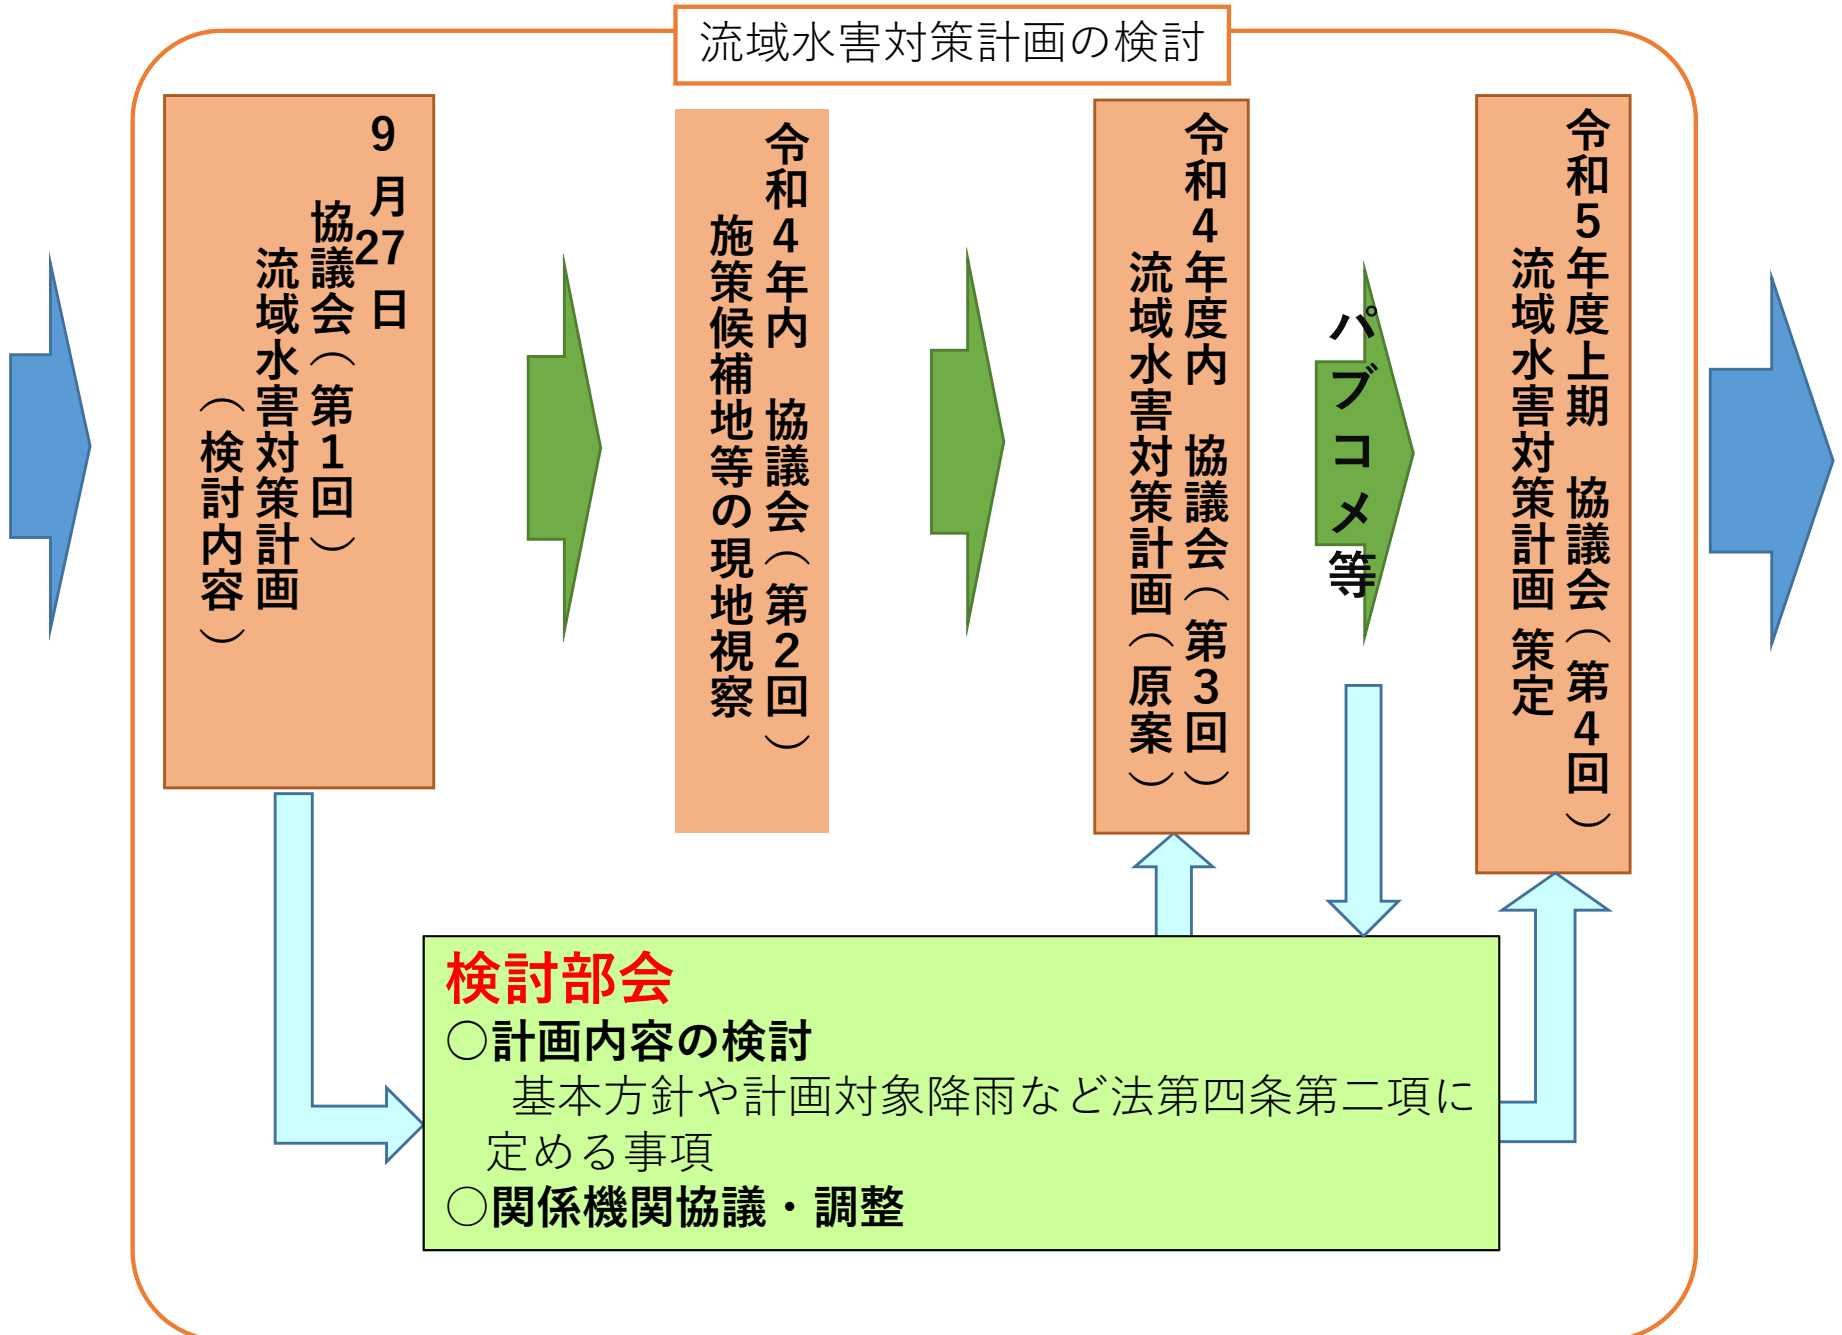 流域水害対策計画の検討
9月27日
協議会（第1回）
流域水害対策計画
（検討内容）
令和4年内　協議会（第2回）
施策候補地等の現地視察
令和4年度内　協議会（第3回）
流域水害対策計画（原案）
パブコメ等
令和5年度上期　協議会（第4回）
流域水害対策計画 策定
検討部会
○計画内容の検討
基本方針や計画対象降雨など法第四条第二項に
定める事項
○関係機関協議・調整